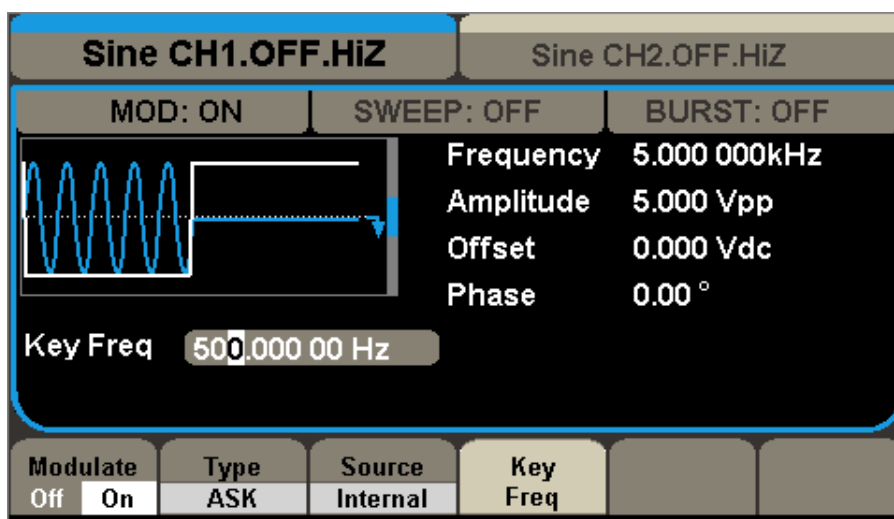 Sine CH1.OFF.HiZ Sine CH2.OFF.HiZ
MOD: ON SWEEP: OFF BURST: OFF
Frequency 5.000 000kHz
Amplitude 5.000 Vpp
Offset 0.000 Vdc
Phase 0.00 °
Key Freq 500.000 00 Hz
Modulate Type Source Key
Off On ASK Internal Freq